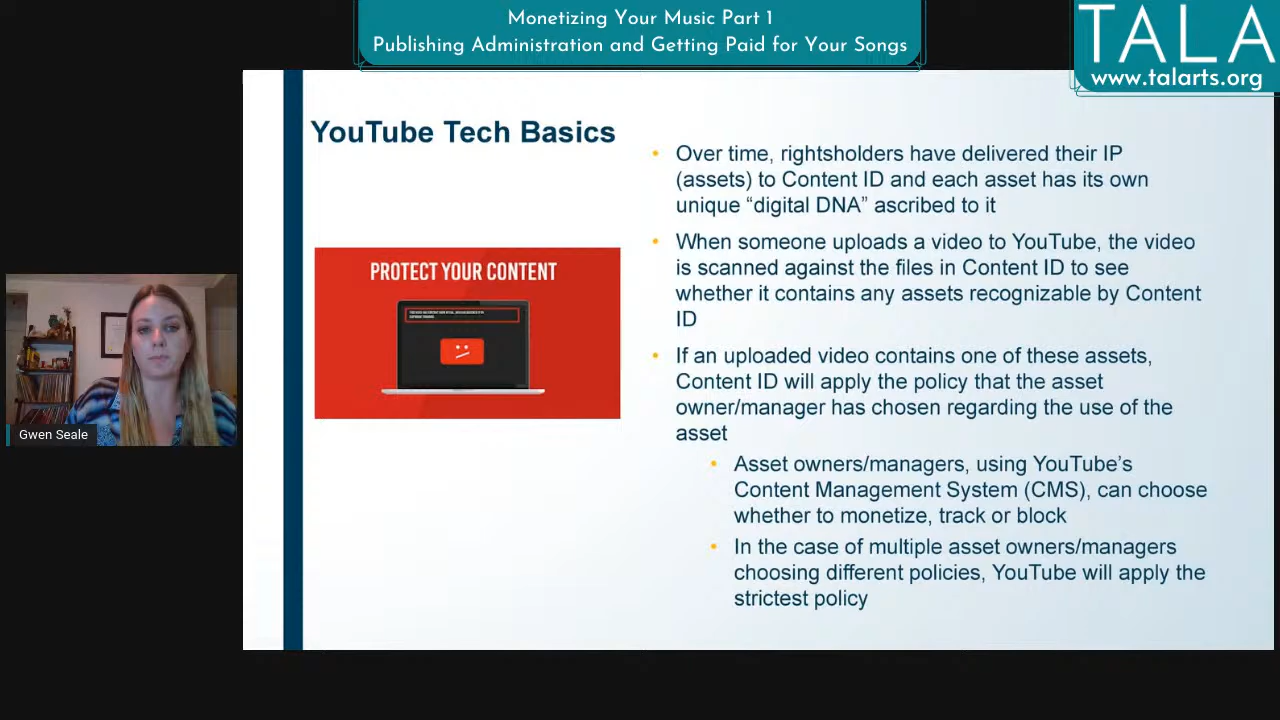 Monetizing Your Music Part 1
Publishing Administration and Getting Paid for Your Songs
TALA
www.talarts.org
YouTube Tech Basics
PROTECT YOUR CONTENT
• Over time, rightsholders have delivered their IP
(assets) to Content ID and each asset has its own
unique “digital DNA” ascribed to it
• When someone uploads a video to YouTube, the video
is scanned against the files in Content ID to see
whether it contains any assets recognizable by Content
ID
• If an uploaded video contains one of these assets,
Content ID will apply the policy that the asset
owner/manager has chosen regarding the use of the
asset
• Asset owners/managers, using YouTube’s
Content Management System (CMS), can choose
whether to monetize, track or block
• In the case of multiple asset owners/managers
choosing different policies, YouTube will apply the
strictest policy
Gwen Seale